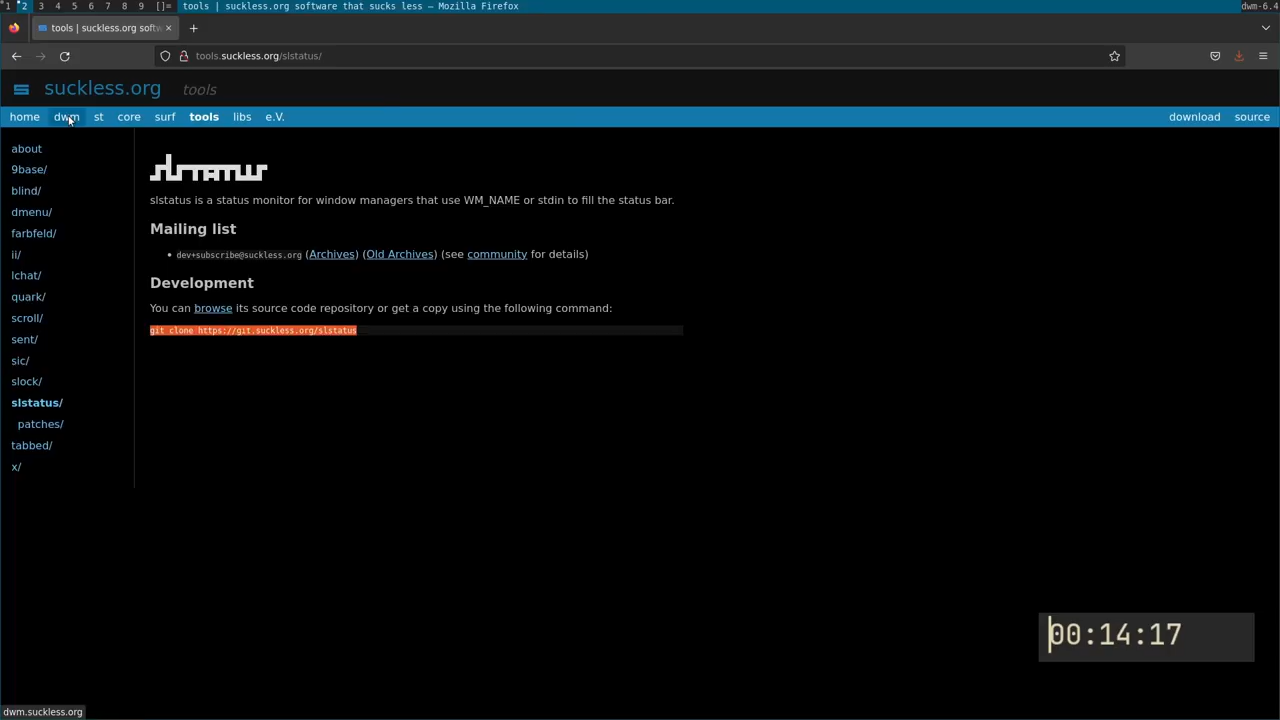 1 2 3 4 5 6 7 8 9 []= tools | suckless.org software that sucks less — Mozilla Firefox dwm-6.4
tools | suckless.org softw
tools.suckless.org/slstatus/
suckless.org tools
home dwm st core surf tools libs e.V. download source
about
9base/
blind/
dmenu/
farbfeld/
ii/
lchat/
quark/
scroll/
sent/
sic/
slock/
slstatus/
patches/
tabbed/
x/
slstatus
slstatus is a status monitor for window managers that use WM_NAME or stdin to fill the status bar.
Mailing list
• dev+subscribe@suckless.org (Archives) (Old Archives) (see community for details)
Development
You can browse its source code repository or get a copy using the following command:
git clone https://git.suckless.org/slstatus
00:14:17
dwm.suckless.org